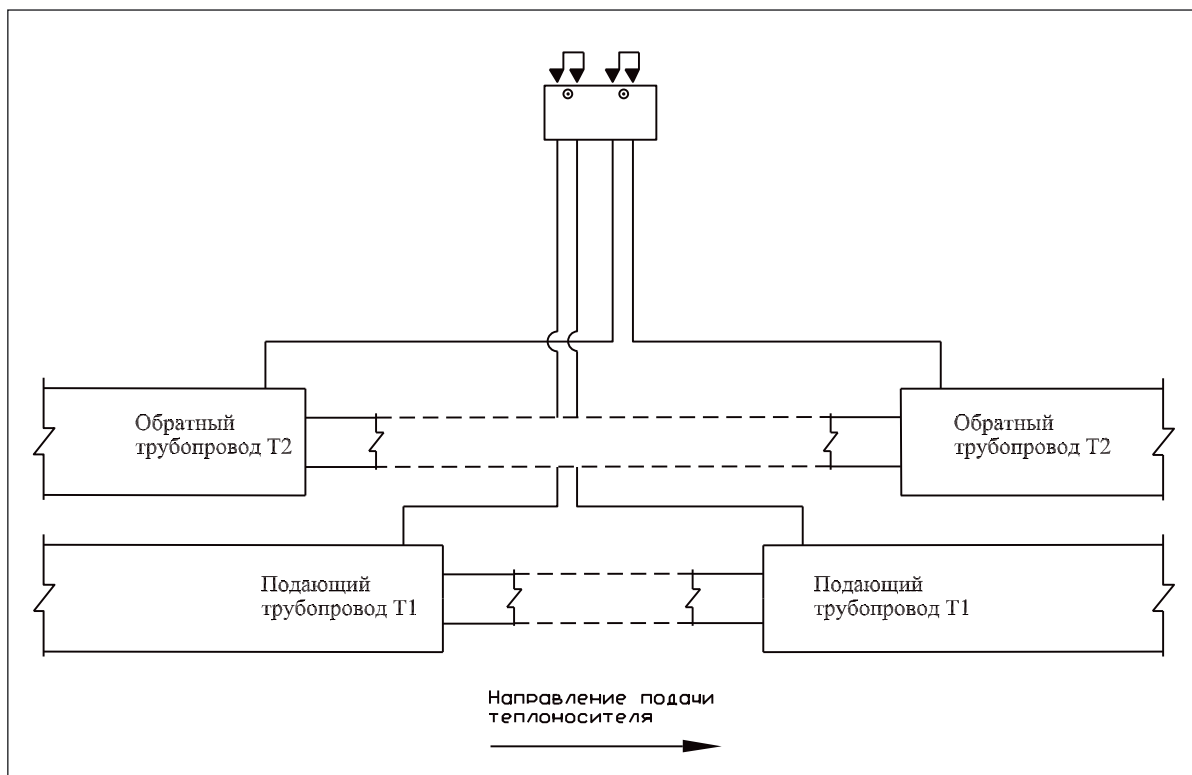 Обратный
трубопровод Т2
Обратный
трубопровод Т2
Подающий
трубопровод Т1
Подающий
трубопровод Т1
Направление подачи
теплоносителя